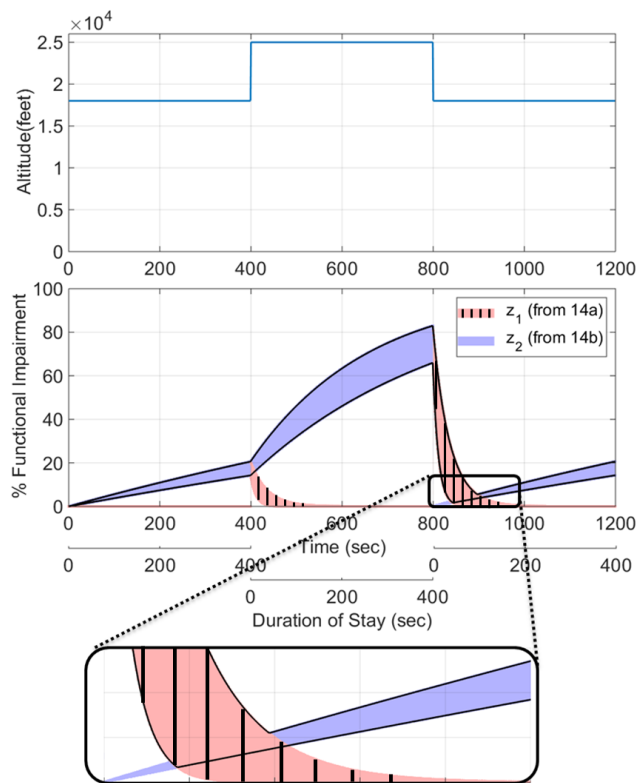 ×10⁴
2.5
2
1.5
1
0.5
0
Altitude(feet)
0 200 400 600 800 1000 1200
100
80
60
40
20
0
% Functional Impairment
z₁ (from 14a)
z₂ (from 14b)
0 200 400 600 800 1000 1200
Time (sec)
0 200 400 0 200 400
0 200 400
Duration of Stay (sec)